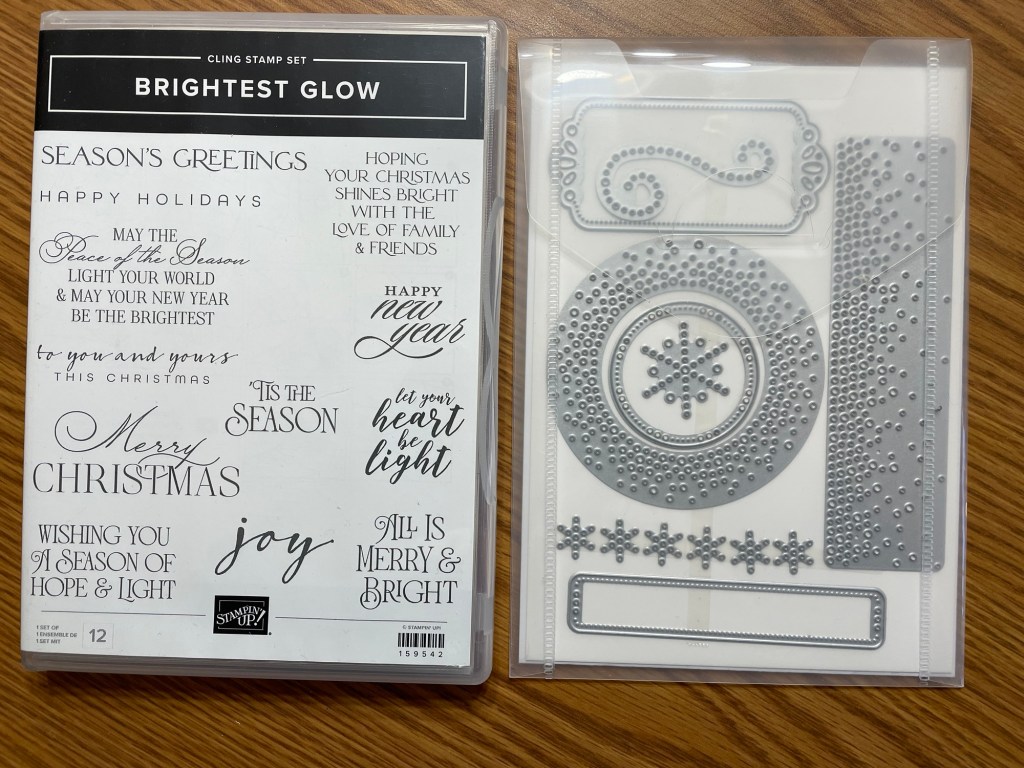 CLING STAMP SET
BRIGHTEST GLOW
SEASON'S GREETINGS
HAPPY HOLIDAYS
MAY THE
Peace of the Season
LIGHT YOUR WORLD
& MAY YOUR NEW YEAR
BE THE BRIGHTEST
to you and yours
THIS CHRISTMAS
'TIS THE
SEASON
Merry
CHRISTMAS
WISHING YOU
A SEASON OF
HOPE & LIGHT
joy
HOPING
YOUR CHRISTMAS
SHINES BRIGHT
WITH THE
LOVE OF FAMILY
& FRIENDS
HAPPY
new
year
let your
heart
be
light
ALL IS
MERRY &
BRIGHT
1 SET OF
1 ENSEMBLE DE
1 SET MIT
12
STAMPIN' UP!
© STAMPIN' UP!
159542